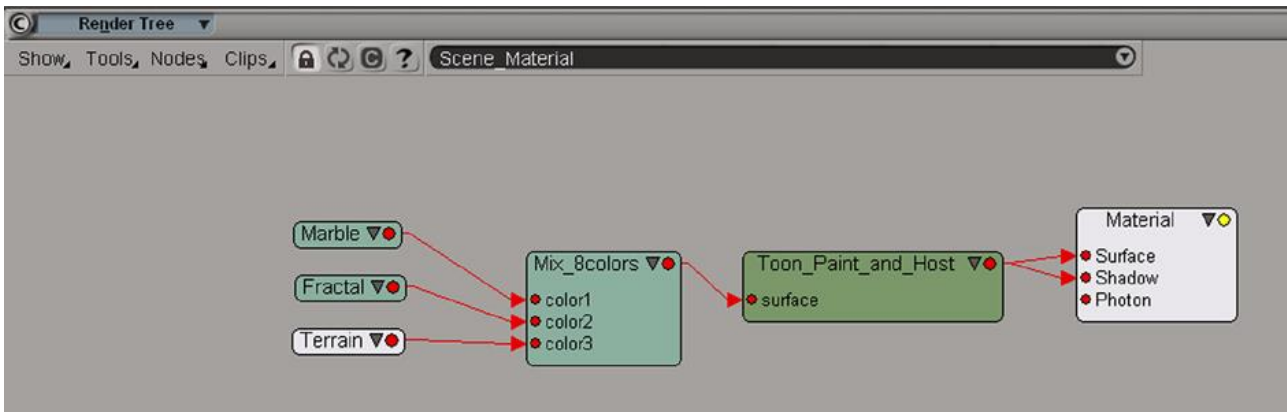 Render Tree
Show Tools Nodes Clips ? Scene_Material
Marble
Fractal
Terrain
Mix_8colors
color1
color2
color3
Toon_Paint_and_Host
surface
Material
Surface
Shadow
Photon